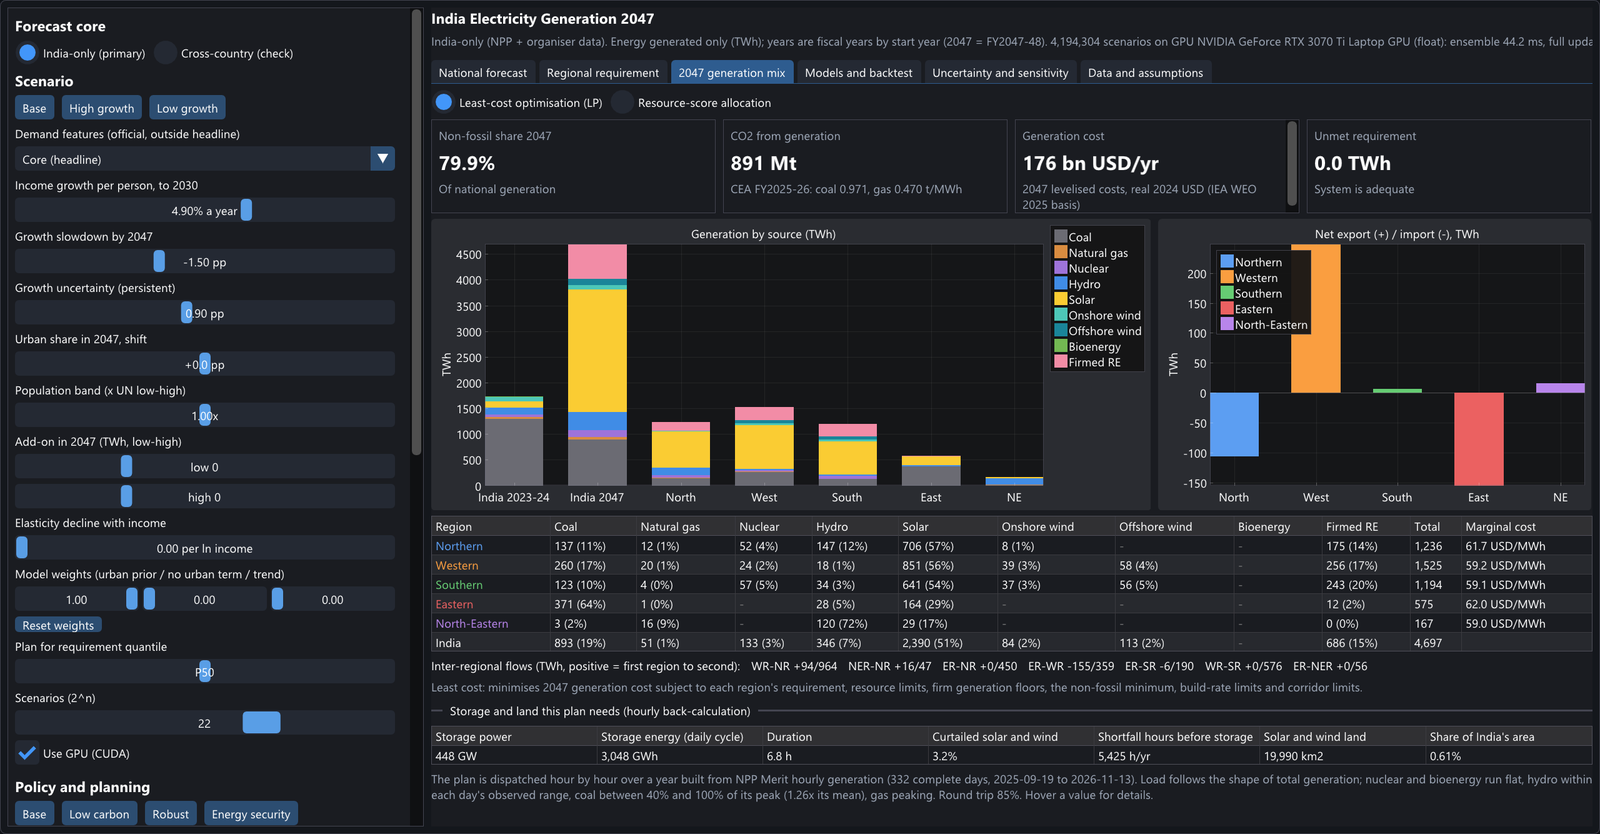 Forecast core
India-only (primary)
Cross-country (check)
Scenario
Base
High growth
Low growth
Demand features (official, outside headline)
Core (headline)
Income growth per person, to 2030
4.90% a year
Growth slowdown by 2047
-1.50 pp
Growth uncertainty (persistent)
0.90 pp
Urban share in 2047, shift
+0.0 pp
Population band (x UN low-high)
1.00x
Add-on in 2047 (TWh, low-high)
low 0
high 0
Elasticity decline with income
0.00 per ln income
Model weights (urban prior / no urban term / trend)
1.00 0.00 0.00
Reset weights
Plan for requirement quantile
P50
Scenarios (2^n)
22
Use GPU (CUDA)
Policy and planning
Base
Low carbon
Robust
Energy security
India Electricity Generation 2047
India-only (NPP + organiser data). Energy generated only (TWh); years are fiscal years by start year (2047 = FY2047-48). 4,194,304 scenarios on GPU NVIDIA GeForce RTX 3070 Ti Laptop GPU (float): ensemble 44.2 ms, full upda
National forecast
Regional requirement
2047 generation mix
Models and backtest
Uncertainty and sensitivity
Data and assumptions
Least-cost optimisation (LP)
Resource-score allocation
Non-fossil share 2047
79.9%
Of national generation
CO2 from generation
891 Mt
CEA FY2025-26: coal 0.971, gas 0.470 t/MWh
Generation cost
176 bn USD/yr
2047 levelised costs, real 2024 USD (IEA WEO
2025 basis)
Unmet requirement
0.0 TWh
System is adequate
Generation by source (TWh)
TWh
4500
4000
3500
3000
2500
2000
1500
1000
500
0
India 2023-24 India 2047 North West South East NE
Coal
Natural gas
Nuclear
Hydro
Solar
Onshore wind
Offshore wind
Bioenergy
Firmed RE
Net export (+) / import (-), TWh
TWh
200
150
100
50
0
-50
-100
-150
Northern
Western
Southern
Eastern
North-Eastern
North West South East NE
Region Coal Natural gas Nuclear Hydro Solar Onshore wind Offshore wind Bioenergy Firmed RE Total Marginal cost
Northern 137 (11%) 12 (1%) 52 (4%) 147 (12%) 706 (57%) 8 (1%) - - 175 (14%) 1,236 61.7 USD/MWh
Western 260 (17%) 20 (1%) 24 (2%) 18 (1%) 851 (56%) 39 (3%) 58 (4%) - 256 (17%) 1,525 59.2 USD/MWh
Southern 123 (10%) 4 (0%) 57 (5%) 34 (3%) 641 (54%) 37 (3%) 56 (5%) - 243 (20%) 1,194 59.1 USD/MWh
Eastern 371 (64%) 1 (0%) - 28 (5%) 164 (29%) - - - 12 (2%) 575 62.0 USD/MWh
North-Eastern 3 (2%) 16 (9%) - 120 (72%) 29 (17%) - - - 0 (0%) 167 59.0 USD/MWh
India 893 (19%) 51 (1%) 133 (3%) 346 (7%) 2,390 (51%) 84 (2%) 113 (2%) - 686 (15%) 4,697
Inter-regional flows (TWh, positive = first region to second): WR-NR +94/964 NER-NR +16/47 ER-NR +0/450 ER-WR -155/359 ER-SR -6/190 WR-SR +0/576 ER-NER +0/56
Least cost: minimises 2047 generation cost subject to each region's requirement, resource limits, firm generation floors, the non-fossil minimum, build-rate limits and corridor limits.
Storage and land this plan needs (hourly back-calculation)
Storage power Storage energy (daily cycle) Duration Curtailed solar and wind Shortfall hours before storage Solar and wind land Share of India's area
448 GW 3,048 GWh 6.8 h 3.2% 5,425 h/yr 19,990 km2 0.61%
The plan is dispatched hour by hour over a year built from NPP Merit hourly generation (332 complete days, 2025-09-19 to 2026-11-13). Load follows the shape of total generation; nuclear and bioenergy run flat, hydro within
each day's observed range, coal between 40% and 100% of its peak (1.26x its mean), gas peaking. Round trip 85%. Hover a value for details.